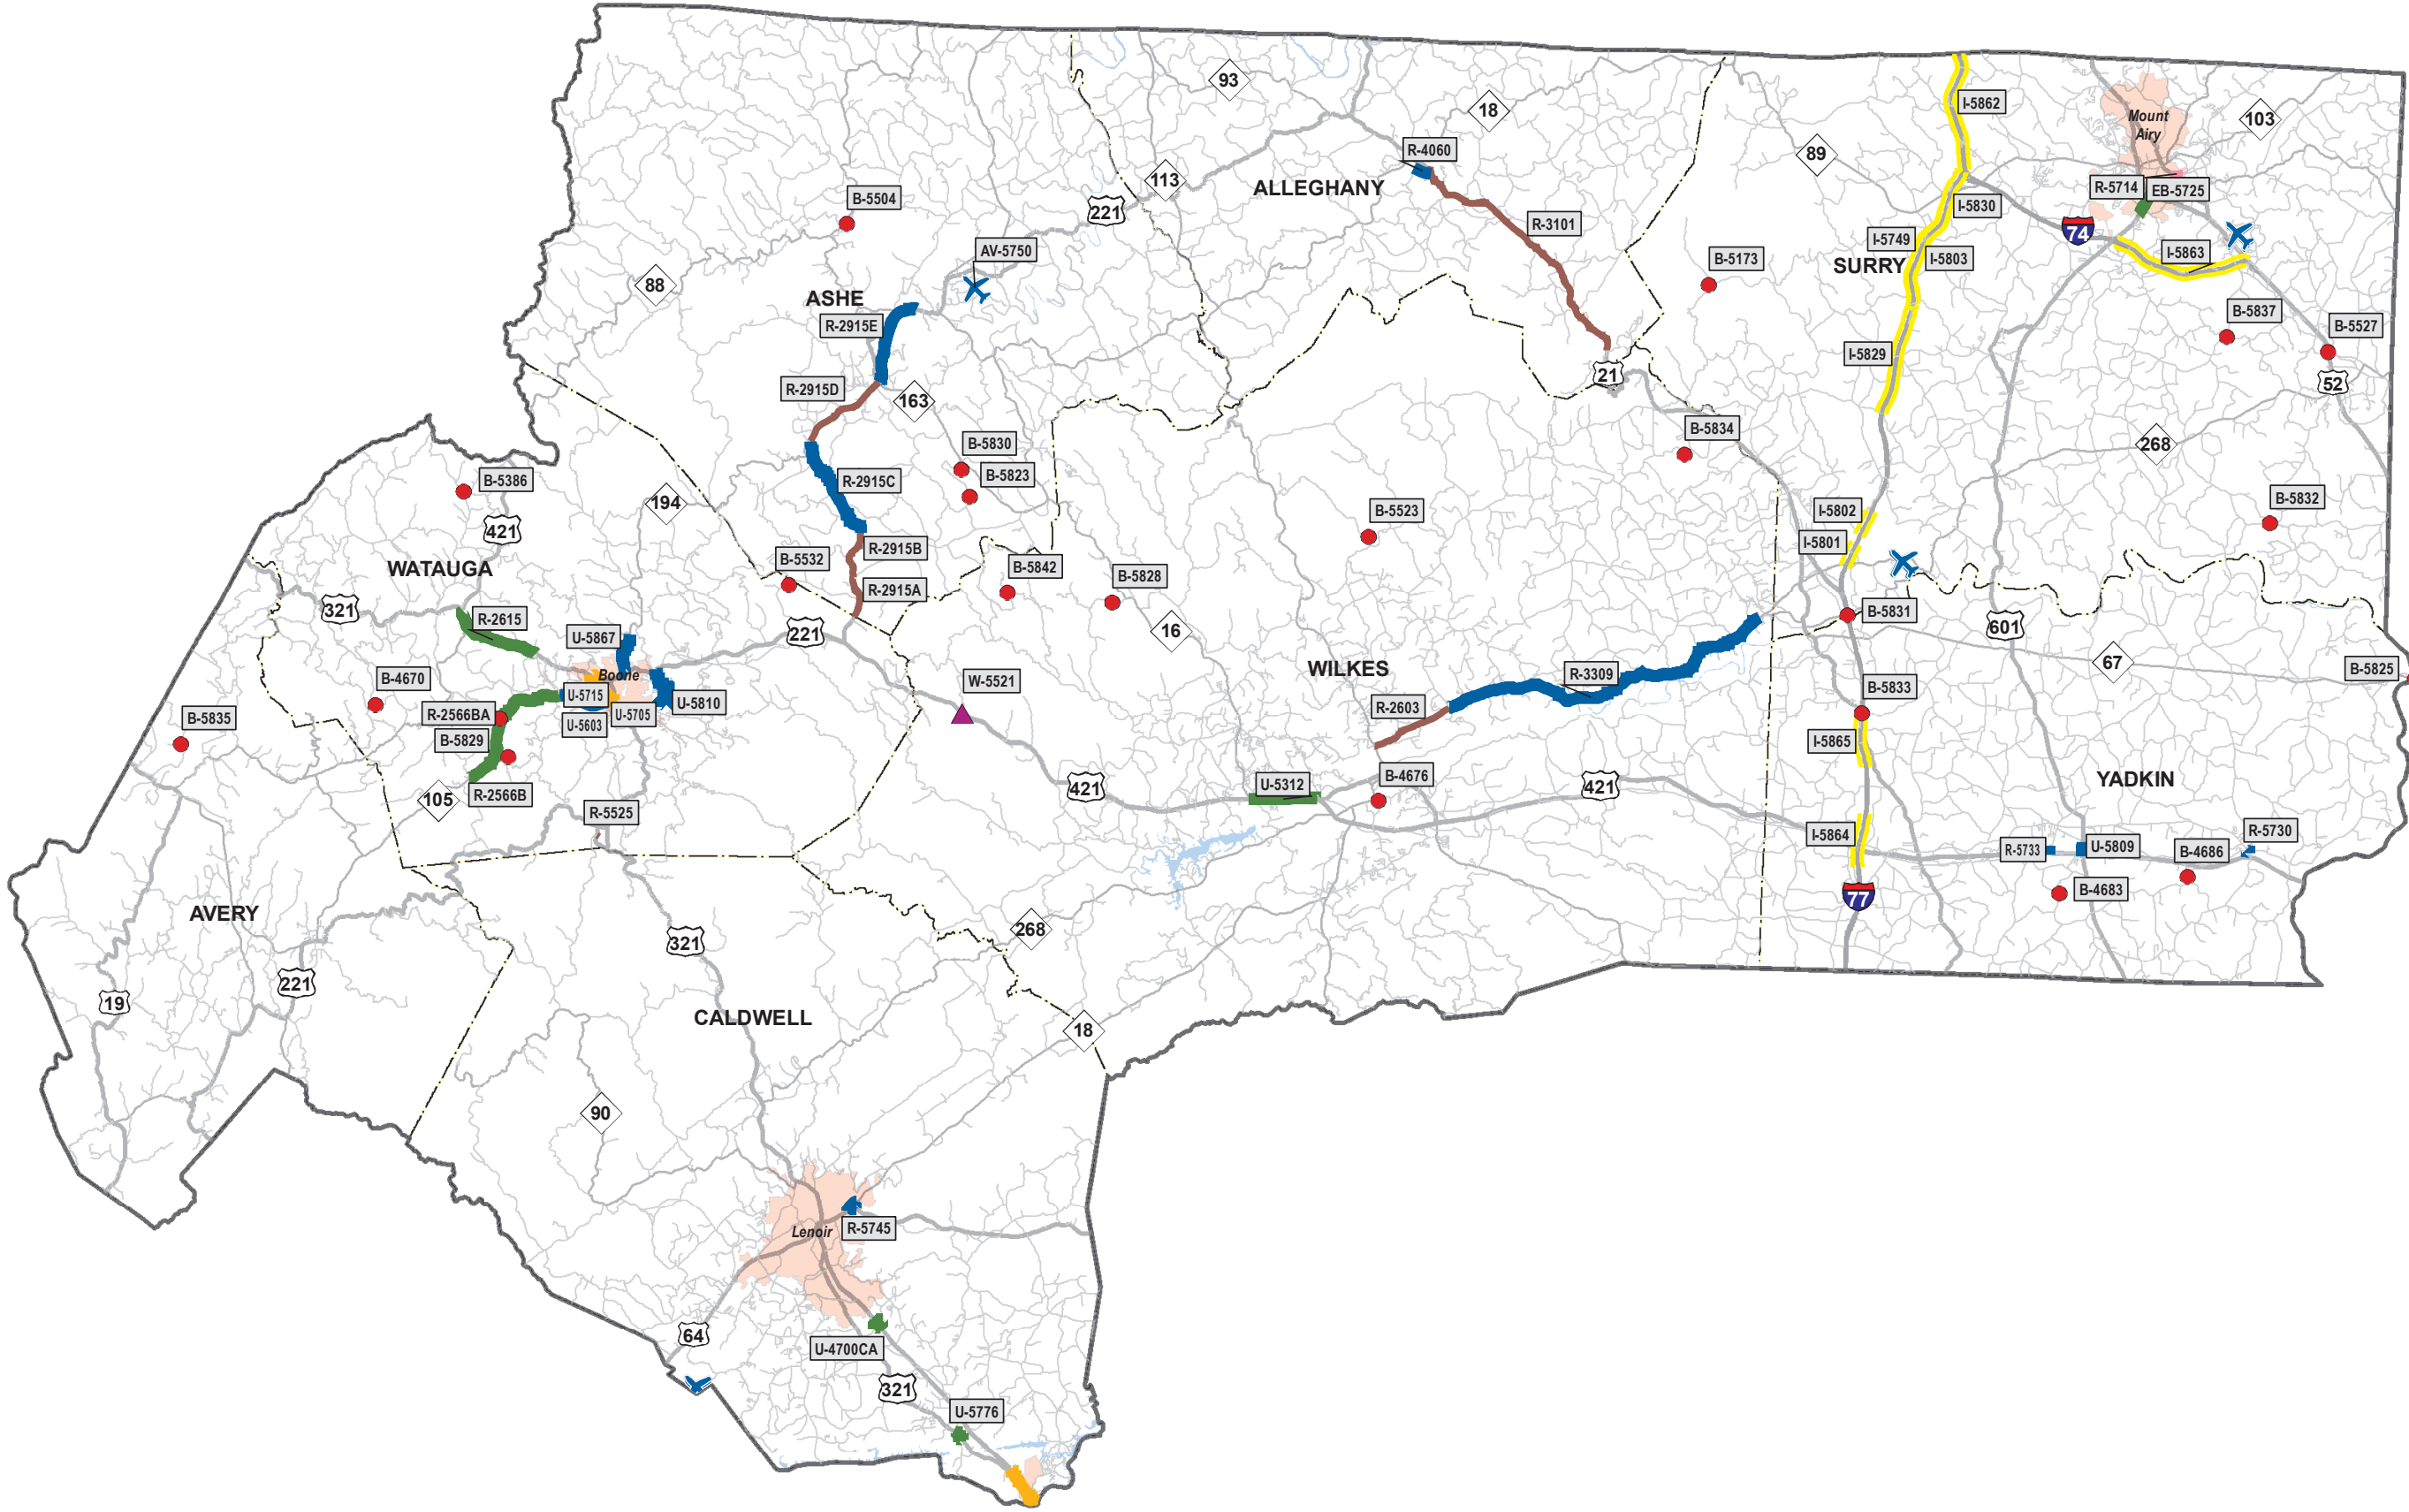 93
I-5862
18
103
Mount
Airy
R-4060
89
113
ALLEGHANY
R-5714
EB-5725
B-5504
221
I-5830
R-3101
74
I-5749
AV-5750
I-5863
I-5803
B-5173
SURRY
88
ASHE
R-2915E
B-5837
B-5527
I-5829
21
52
R-2915D
163
B-5834
B-5830
268
B-5823
B-5386
R-2915C
194
B-5832
B-5523
I-5802
421
I-5801
R-2915B
B-5532
B-5842
WATAUGA
B-5828
R-2915A
321
B-5831
R-2615
601
221
16
U-5867
67
WILKES
B-5825
R-3309
Boone
B-4670
W-5521
B-5833
U-5715
U-5810
R-2603
R-2566BA
U-5705
B-5835
U-5603
B-5829
I-5865
B-4676
YADKIN
421
U-5312
421
R-2566B
105
R-5525
R-5730
I-5864
R-5733
U-5809
B-4686
B-4683
77
AVERY
268
321
221
19
CALDWELL
18
90
R-5745
Lenoir
64
U-4700CA
321
U-5776